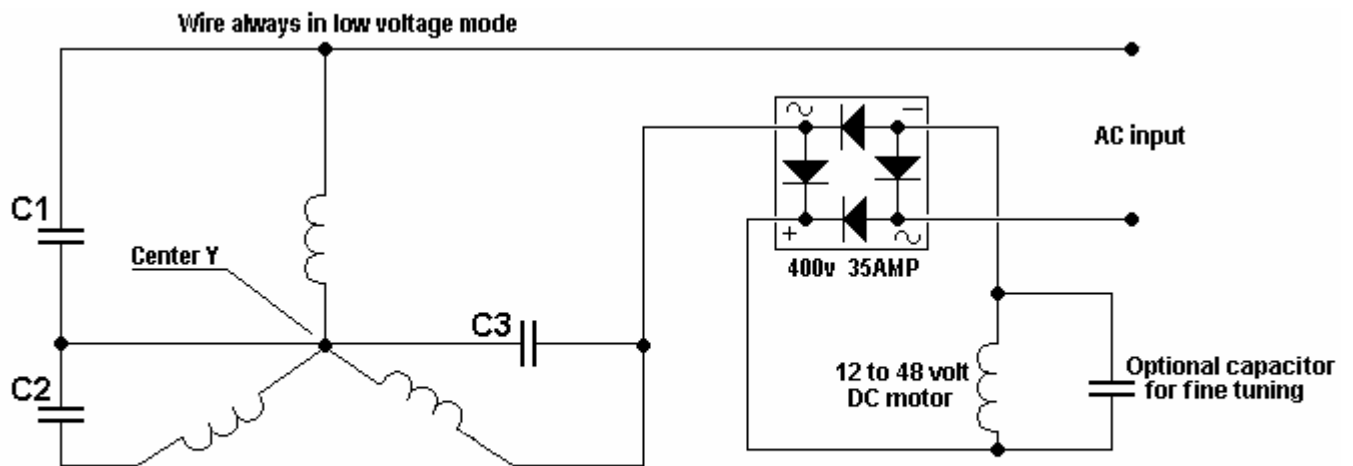 Wire always in low voltage mode
C1
Center Y
C2
C3
~
—
+
~
400v 35AMP
AC input
12 to 48 volt
DC motor
Optional capacitor
for fine tuning